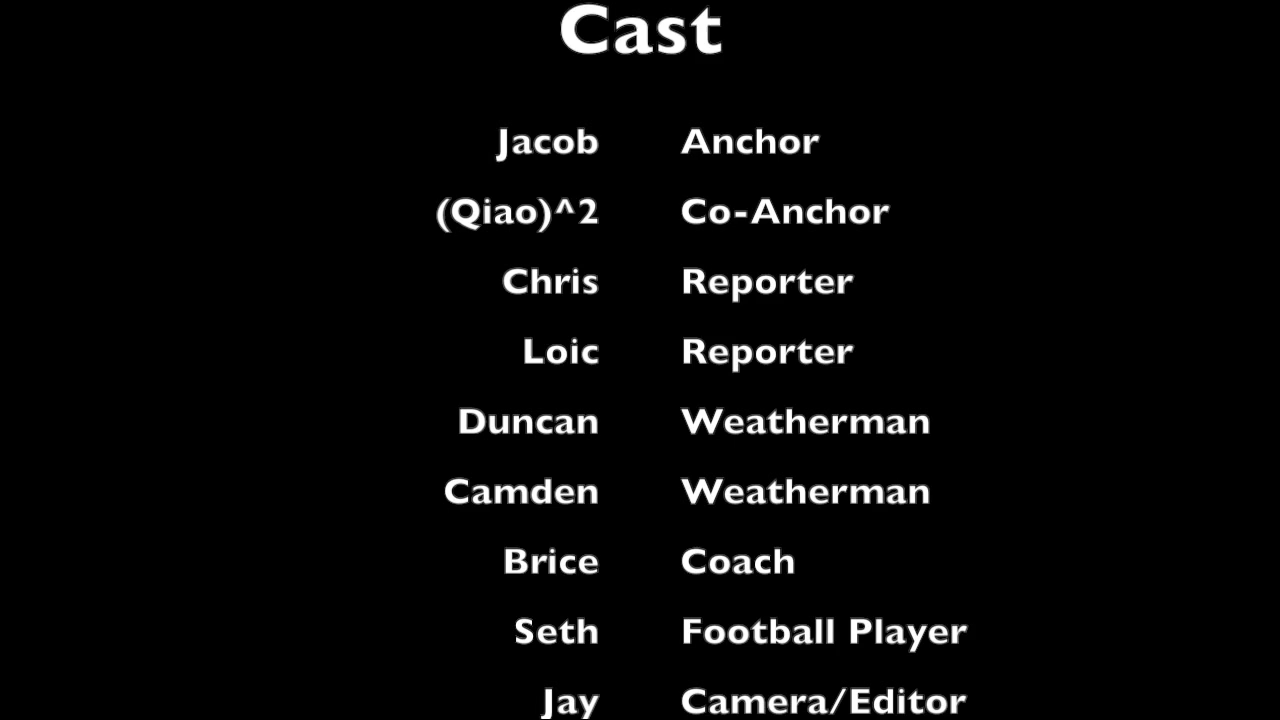 Cast
Jacob Anchor
(Qiao)^2 Co-Anchor
Chris Reporter
Loic Reporter
Duncan Weatherman
Camden Weatherman
Brice Coach
Seth Football Player
Jay Camera/Editor